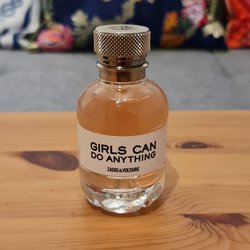 GIRLS CAN
DO ANYTHING
ZADIG & VOLTAIRE